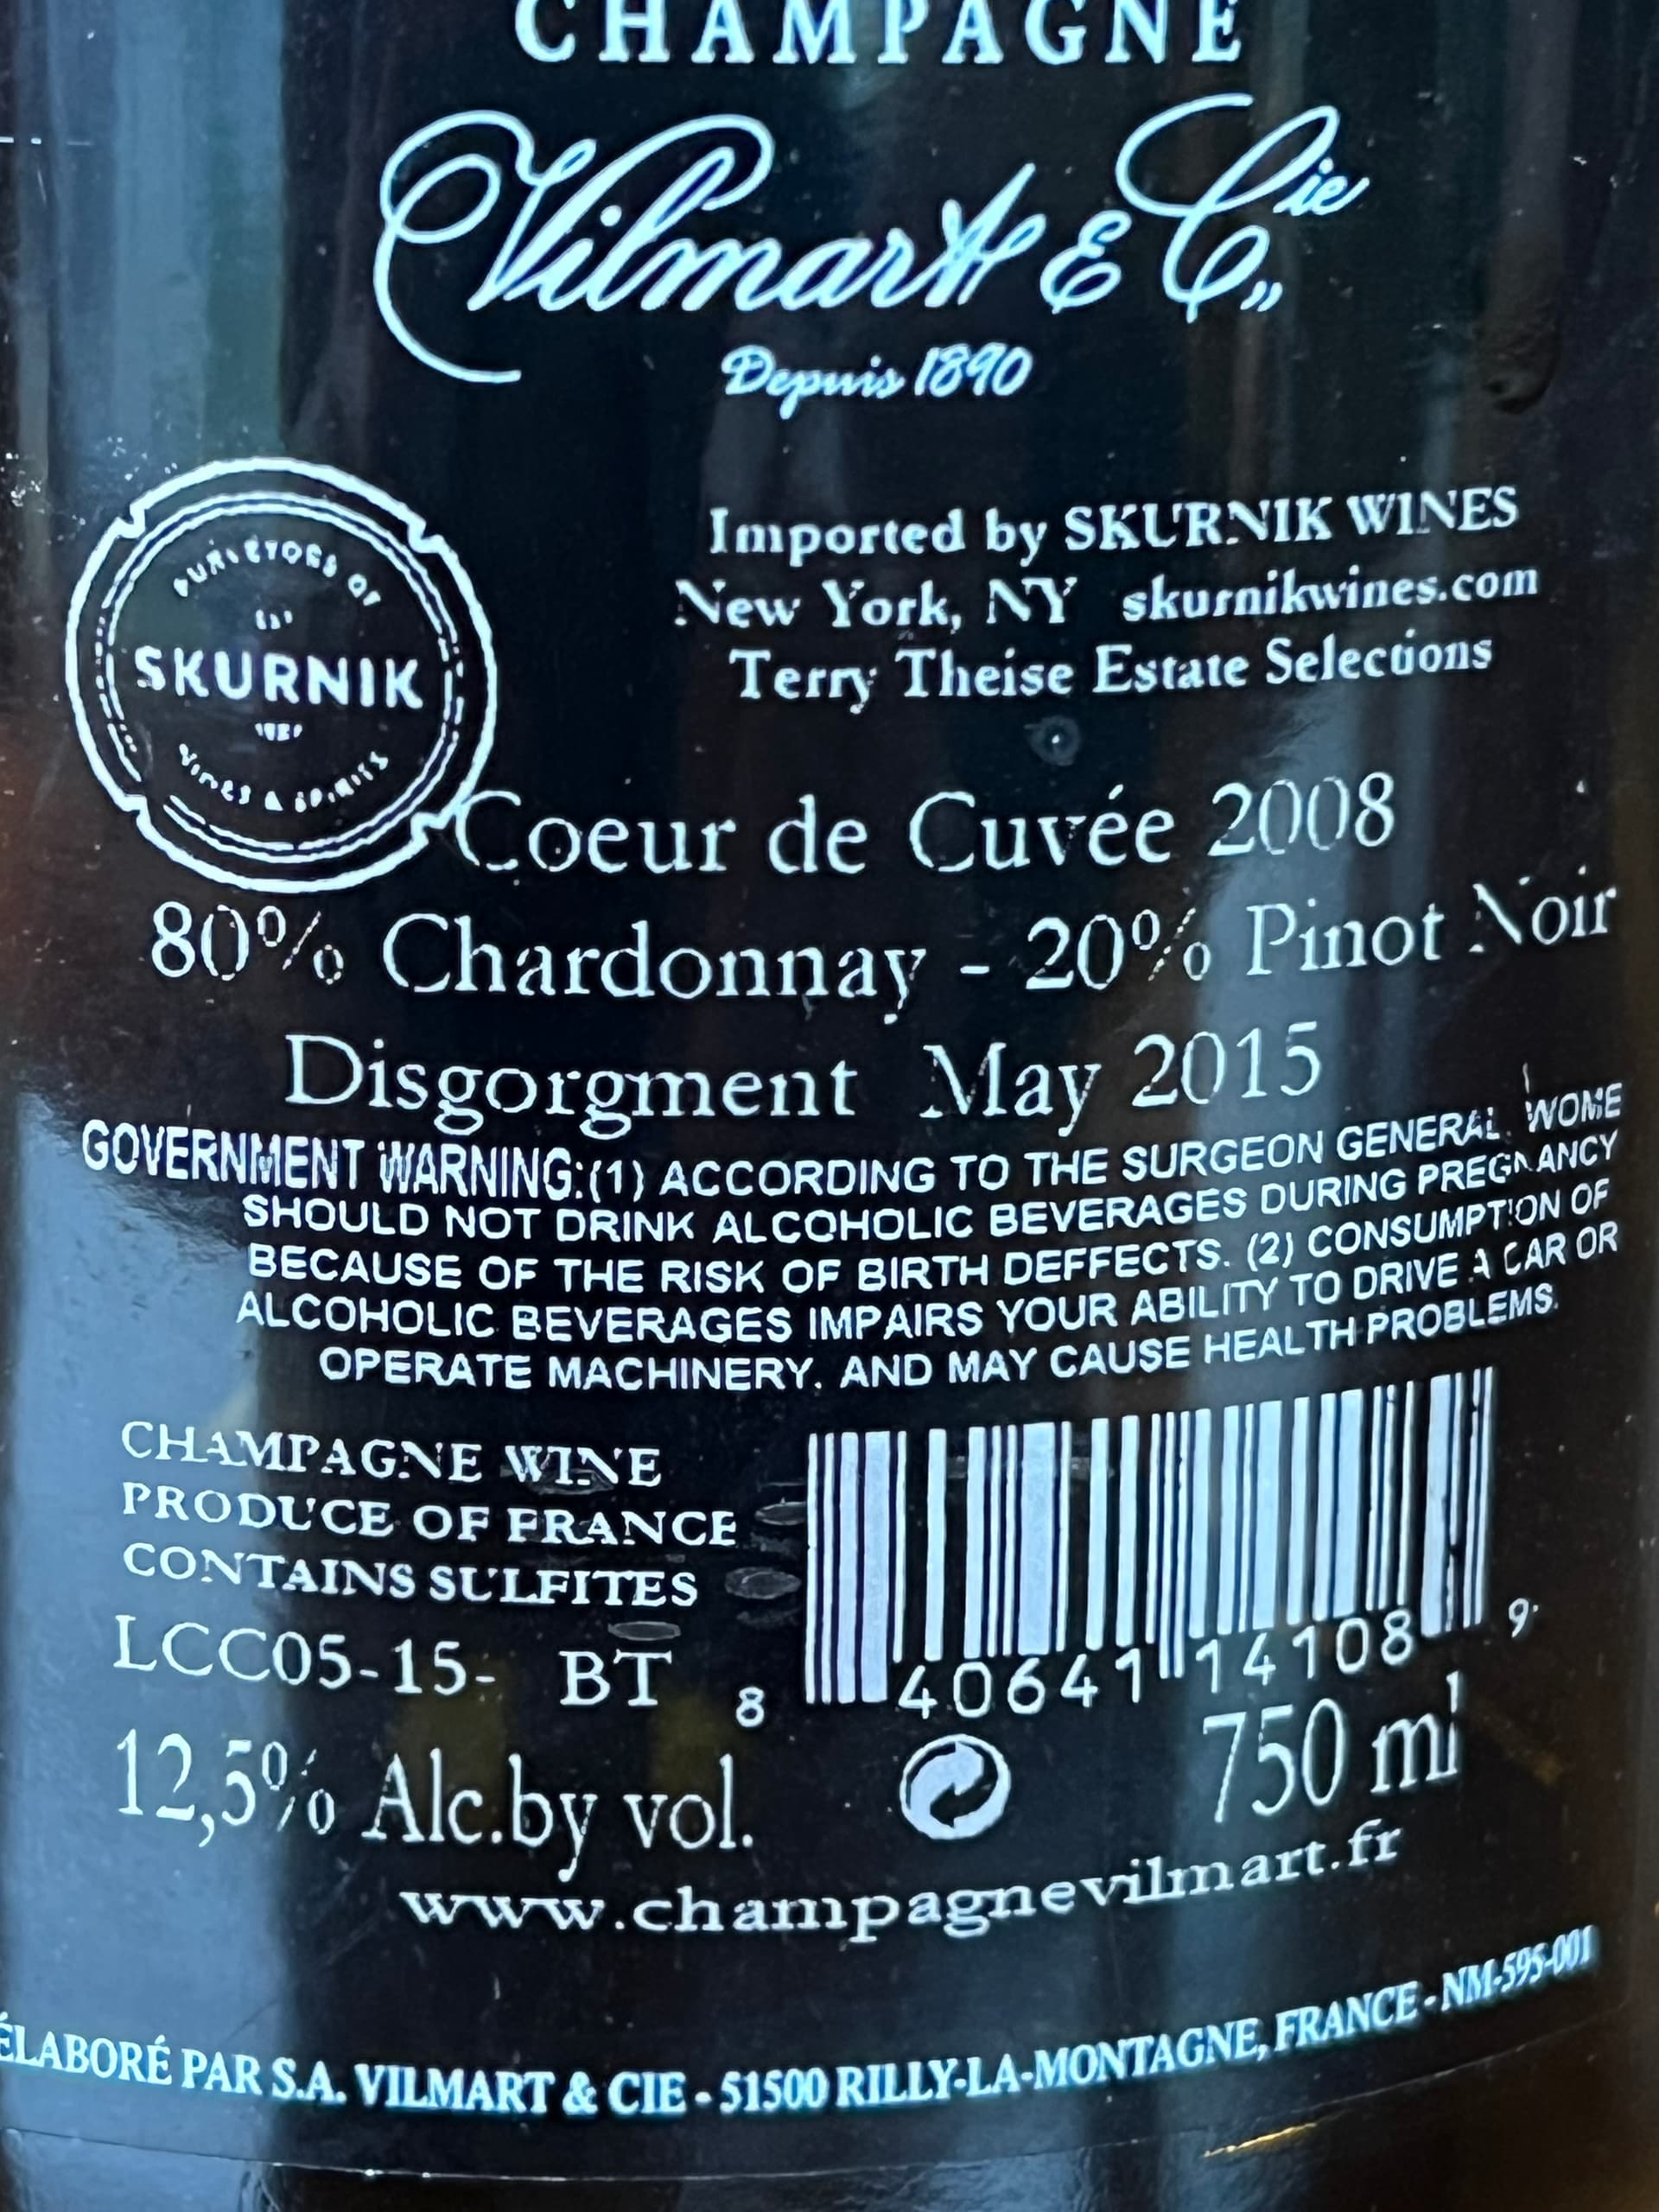 CHAMPAGNE
Vilmart & Cie
Depuis 1890
PURVEYORS OF
SKURNIK
WINES & SPIRITS
Imported by SKURNIK WINES
New York, NY skurnikwines.com
Terry Theise Estate Selections
Coeur de Cuvée 2008
80% Chardonnay - 20% Pinot Noir
Disgorgment May 2015
GOVERNMENT WARNING:(1) ACCORDING TO THE SURGEON GENERAL. WOME
SHOULD NOT DRINK ALCOHOLIC BEVERAGES DURING PREGNANCY
BECAUSE OF THE RISK OF BIRTH DEFFECTS. (2) CONSUMPTION OF
ALCOHOLIC BEVERAGES IMPAIRS YOUR ABILITY TO DRIVE A CAR OR
OPERATE MACHINERY. AND MAY CAUSE HEALTH PROBLEMS.
CHAMPAGNE WINE
PRODUCE OF FRANCE
CONTAINS SULFITES
LCC05-15- BT
8 40641 14108 9
12,5% Alc.by vol.
750 ml
www.champagnevilmart.fr
ÉLABORÉ PAR S.A. VILMART & CIE - 51500 RILLY-LA-MONTAGNE, FRANCE - NM-595-001